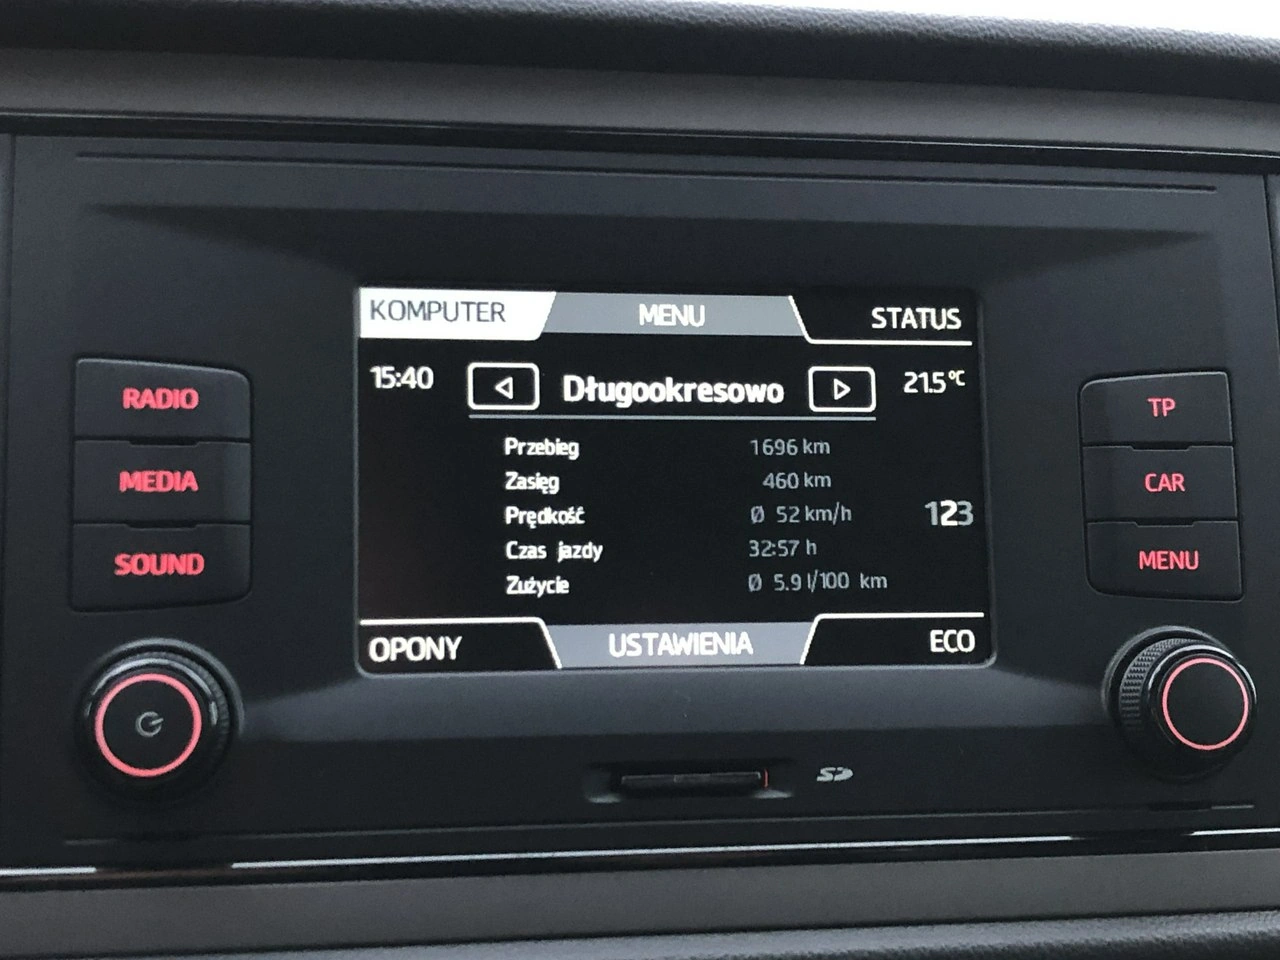 KOMPUTER MENU STATUS
15:40 Długookresowo 21.5°C
RADIO
TP
Przebieg 1696 km
MEDIA
Zasięg 460 km
CAR
Prędkość Ø 52 km/h 123
Czas jazdy 32:57 h
SOUND
MENU
Zużycie Ø 5.9 l/100 km
OPONY USTAWIENIA ECO
SD